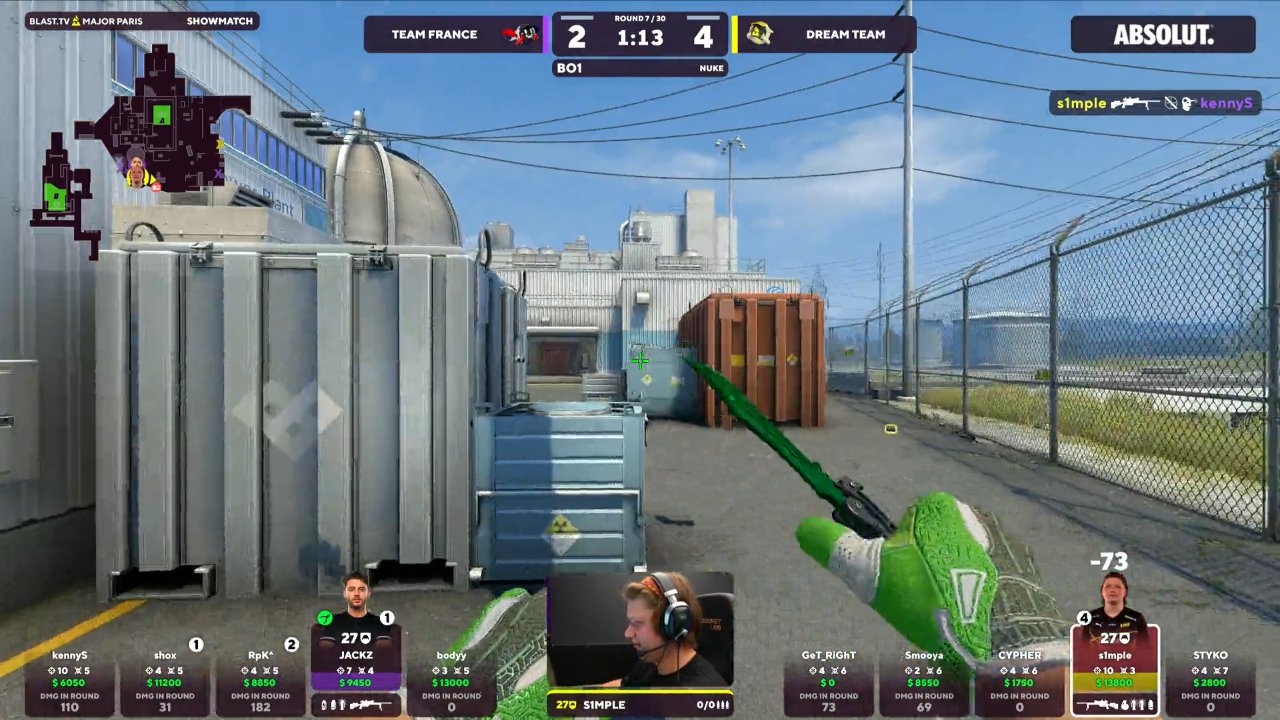 BLAST.TV MAJOR PARIS SHOWMATCH
TEAM FRANCE
2
ROUND 7 / 30
1:13
4
DREAM TEAM
BO1 NUKE
ABSOLUT.
s1mple kennyS
A
B
-73
1
2
1
4
kennyS
10 5
$ 6050
DMG IN ROUND
110
shox
4 5
$ 11200
DMG IN ROUND
31
RpK^
4 5
$ 8850
DMG IN ROUND
182
27
JACKZ
7 4
$ 9450
bodyy
3 5
$ 13000
DMG IN ROUND
0
27 S1MPLE 0/0
GeT_RiGhT
4 6
$ 0
DMG IN ROUND
73
Smooya
2 6
$ 8550
DMG IN ROUND
69
CYPHER
4 6
$ 1750
DMG IN ROUND
0
27
s1mple
10 3
$ 13800
STYKO
4 7
$ 2800
DMG IN ROUND
0